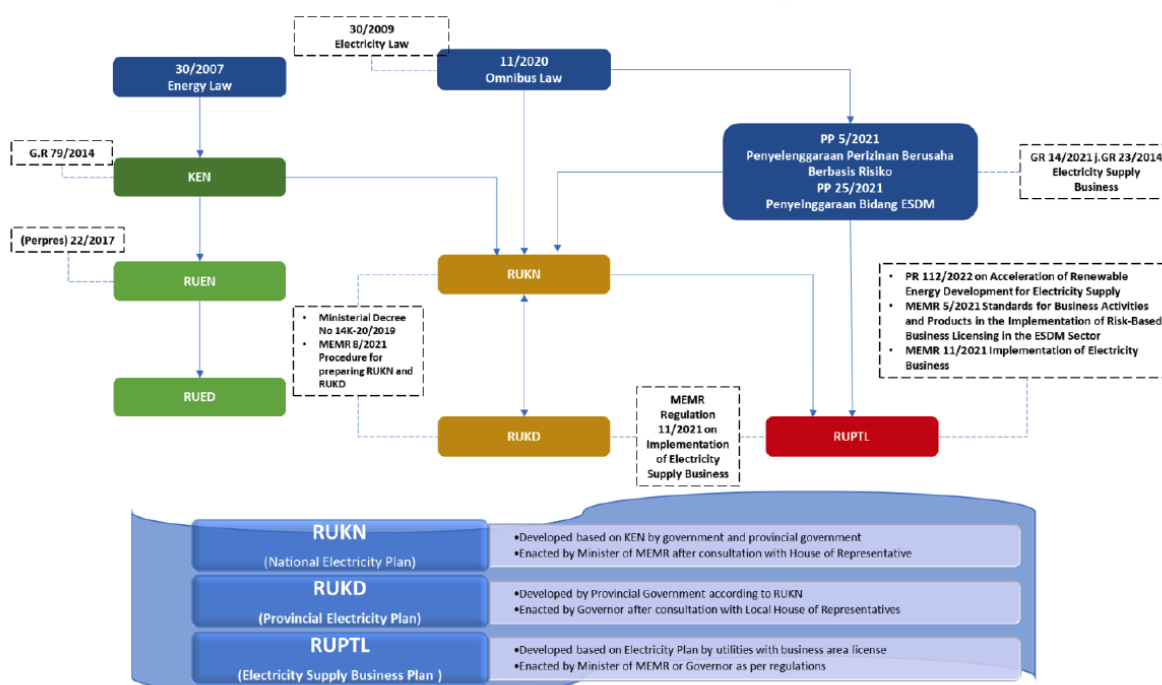 30/2009
Electricity Law
30/2007
Energy Law
11/2020
Omnibus Law
G.R 79/2014
KEN
PP 5/2021
Penyelenggaraan Perizinan Berusaha
Berbasis Risiko
PP 25/2021
Penyelnggaraan Bidang ESDM
GR 14/2021 j.GR 23/2014
Electricity Supply
Business
(Perpres) 22/2017
RUEN
RUKN
• Ministerial Decree
No 14K-20/2019
• MEMR 8/2021
Procedure for
preparing RUKN and
RUKD
• PR 112/2022 on Acceleration of Renewable
Energy Development for Electricity Supply
• MEMR 5/2021 Standards for Business Activities
and Products in the Implementation of Risk-Based
Business Licensing in the ESDM Sector
• MEMR 11/2021 Implementation of Electricity
Business
RUED
RUKD
MEMR
Regulation
11/2021 on
Implementation
of Electricity
Supply Business
RUPTL
RUKN
(National Electricity Plan)
•Developed based on KEN by government and provincial government
•Enacted by Minister of MEMR after consultation with House of Representative
RUKD
(Provincial Electricity Plan)
•Developed by Provincial Government according to RUKN
•Enacted by Governor after consultation with Local House of Representatives
RUPTL
(Electricity Supply Business Plan )
•Developed based on Electricity Plan by utilities with business area license
•Enacted by Minister of MEMR or Governor as per regulations